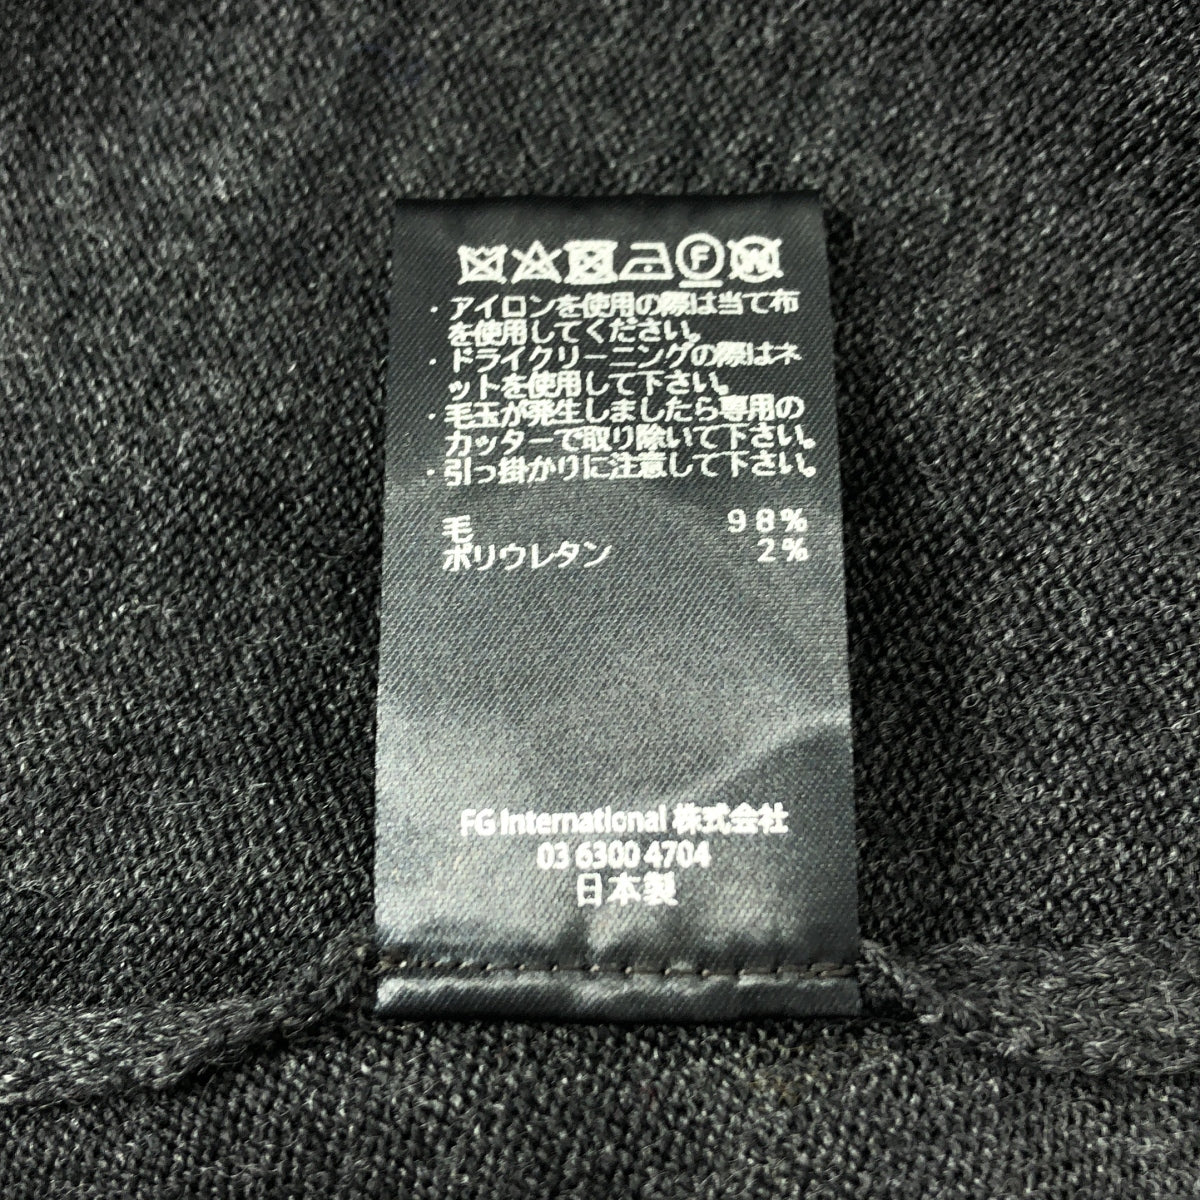 ・アイロンを使用の際は当て布
を使用してください。
・ドライクリーニングの際はネ
ットを使用して下さい。
・毛玉が発生しましたら専用の
カッターで取り除いて下さい。
・引っ掛かりに注意して下さい。
毛 98%
ポリウレタン 2%
FG International 株式会社
03 6300 4704
日本製